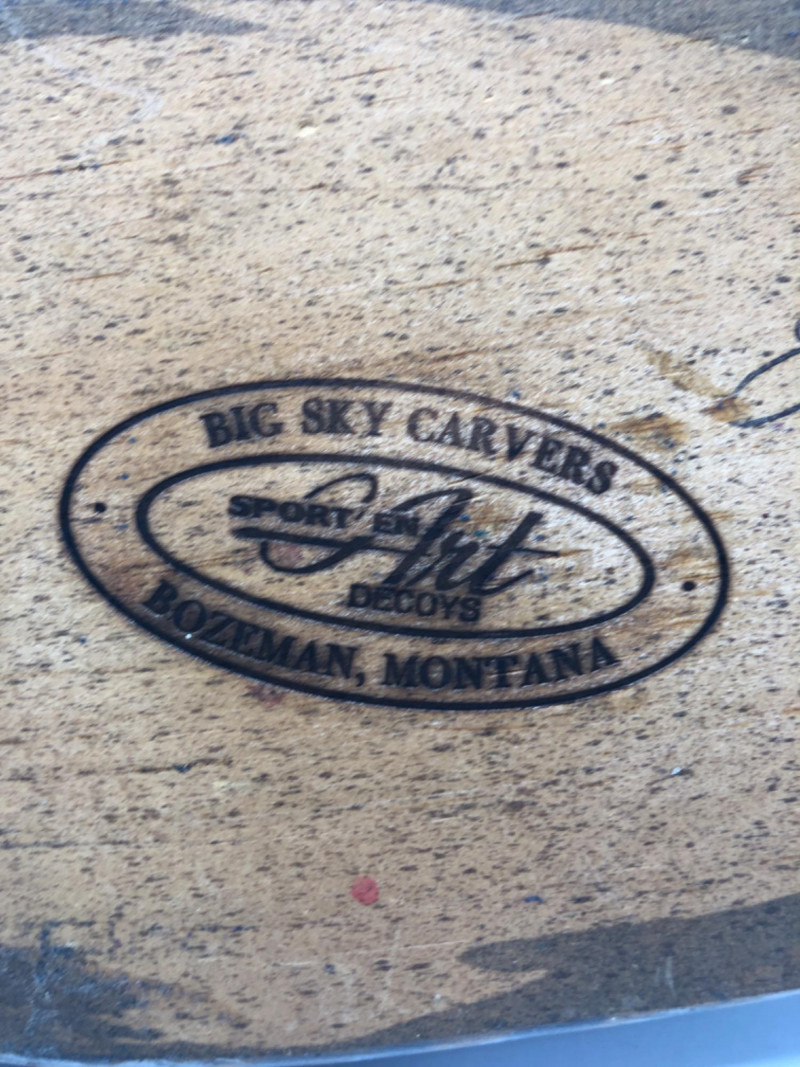 BIG SKY CARVERS
SPORT' EN
Art
DECOYS
BOZEMAN, MONTANA